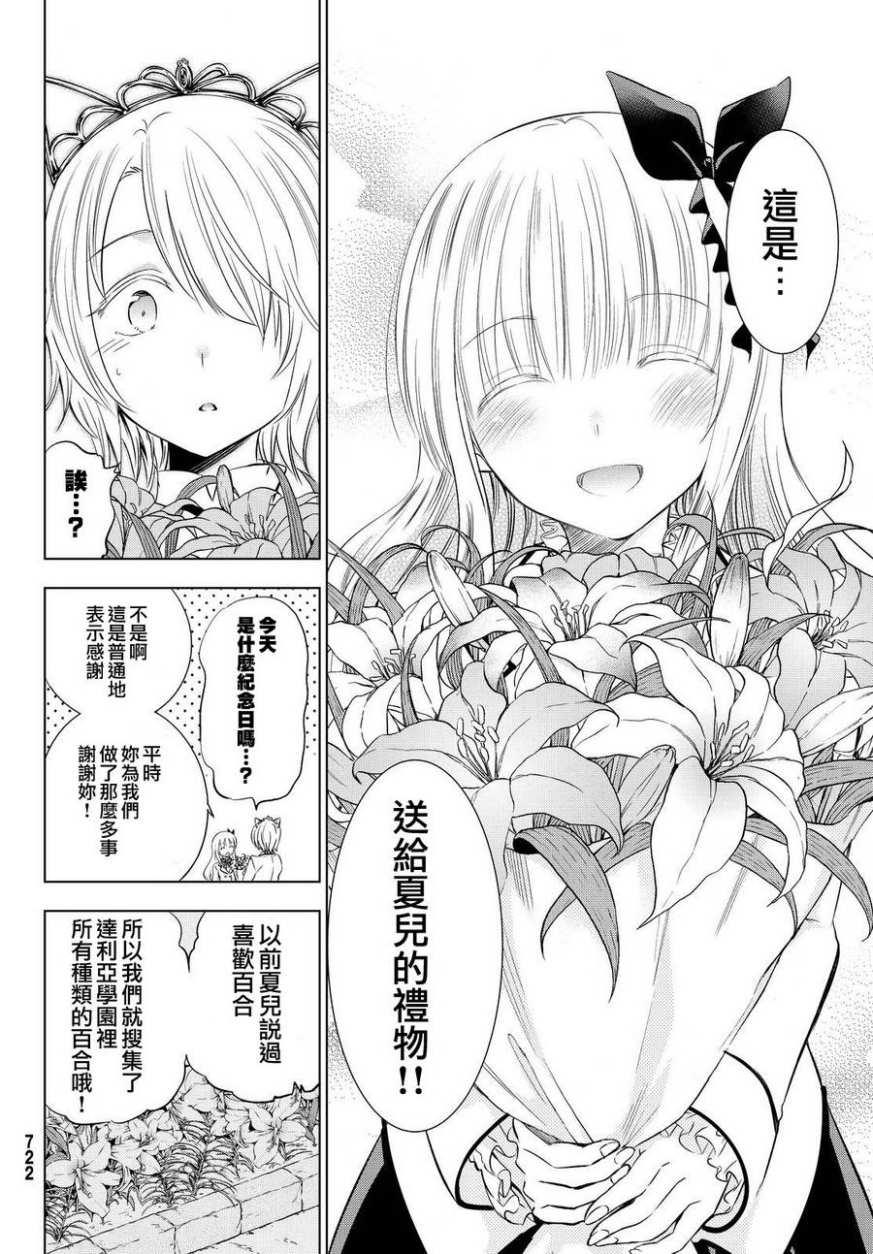 這是⋯
送給夏兒的禮物!!
誒⋯?
今天
是什麼紀念日嗎⋯?
不是啊
這是普通地
表示感謝
平時
妳為我們
做了那麼多事
謝謝妳!
以前夏兒説過
喜歡百合
所以我們就搜集了
達利亞學園裡
所有種類的百合哦!
722